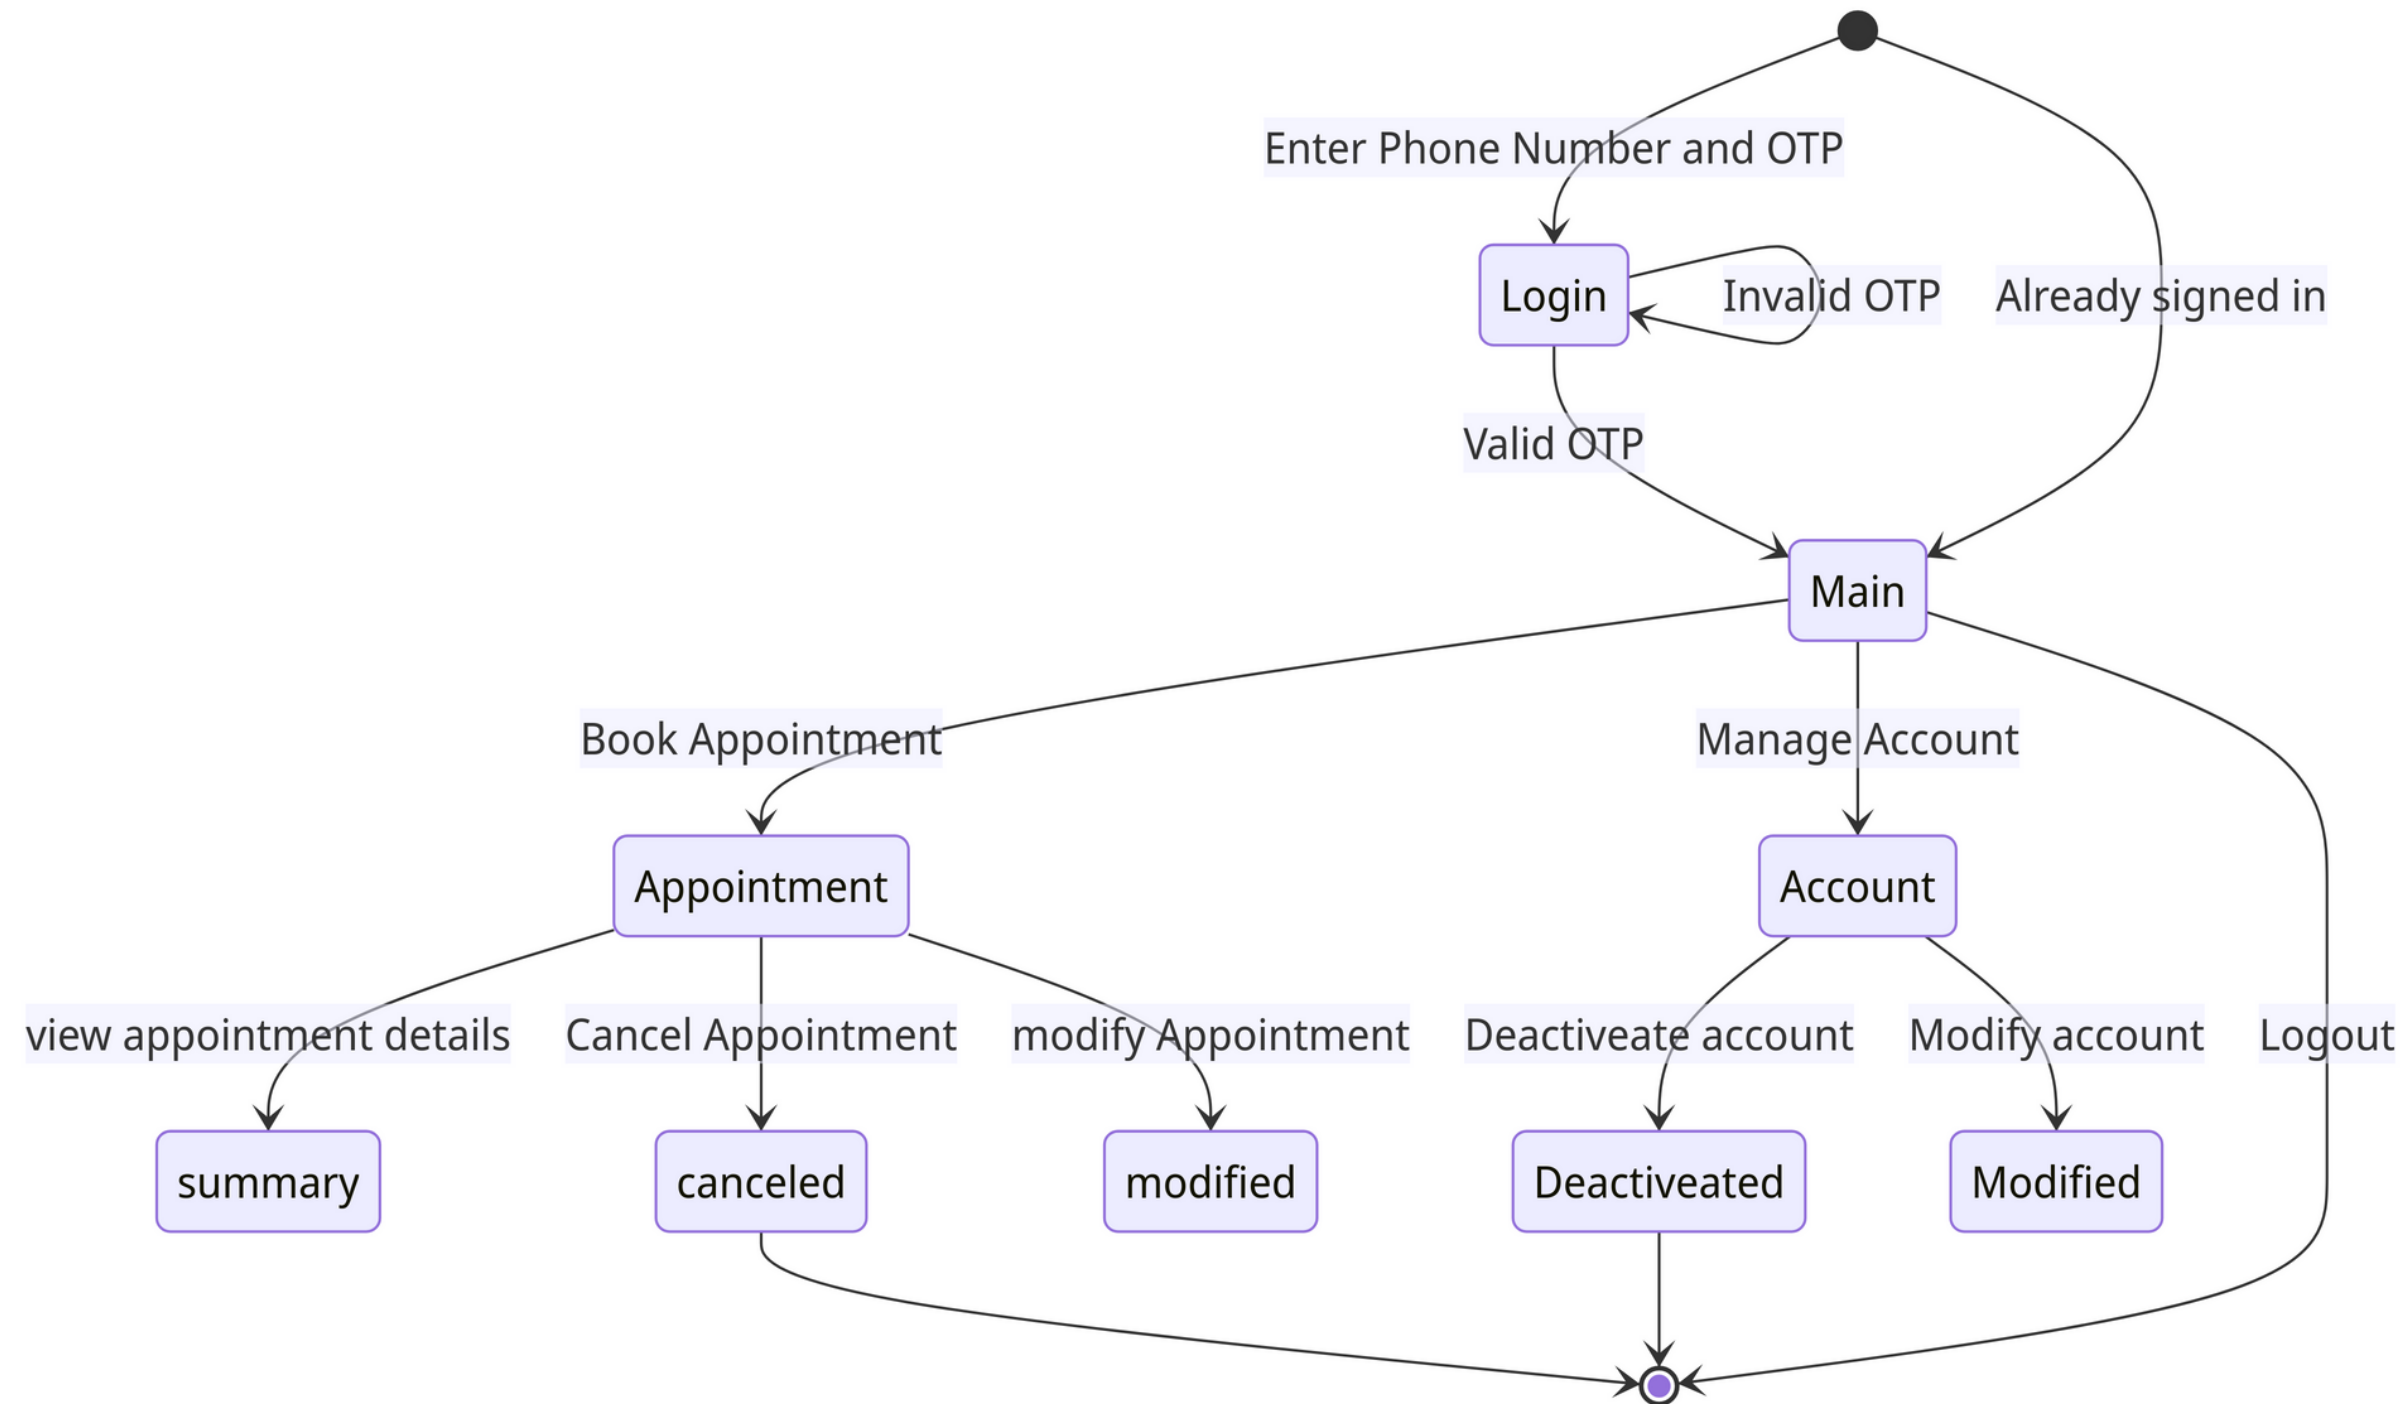 Enter Phone Number and OTP
Login
Invalid OTP
Already signed in
Valid OTP
Main
Book Appointment
Manage Account
Appointment
Account
view appointment details
Cancel Appointment
modify Appointment
Deactiveate account
Modify account
Logout
summary
canceled
modified
Deactiveated
Modified